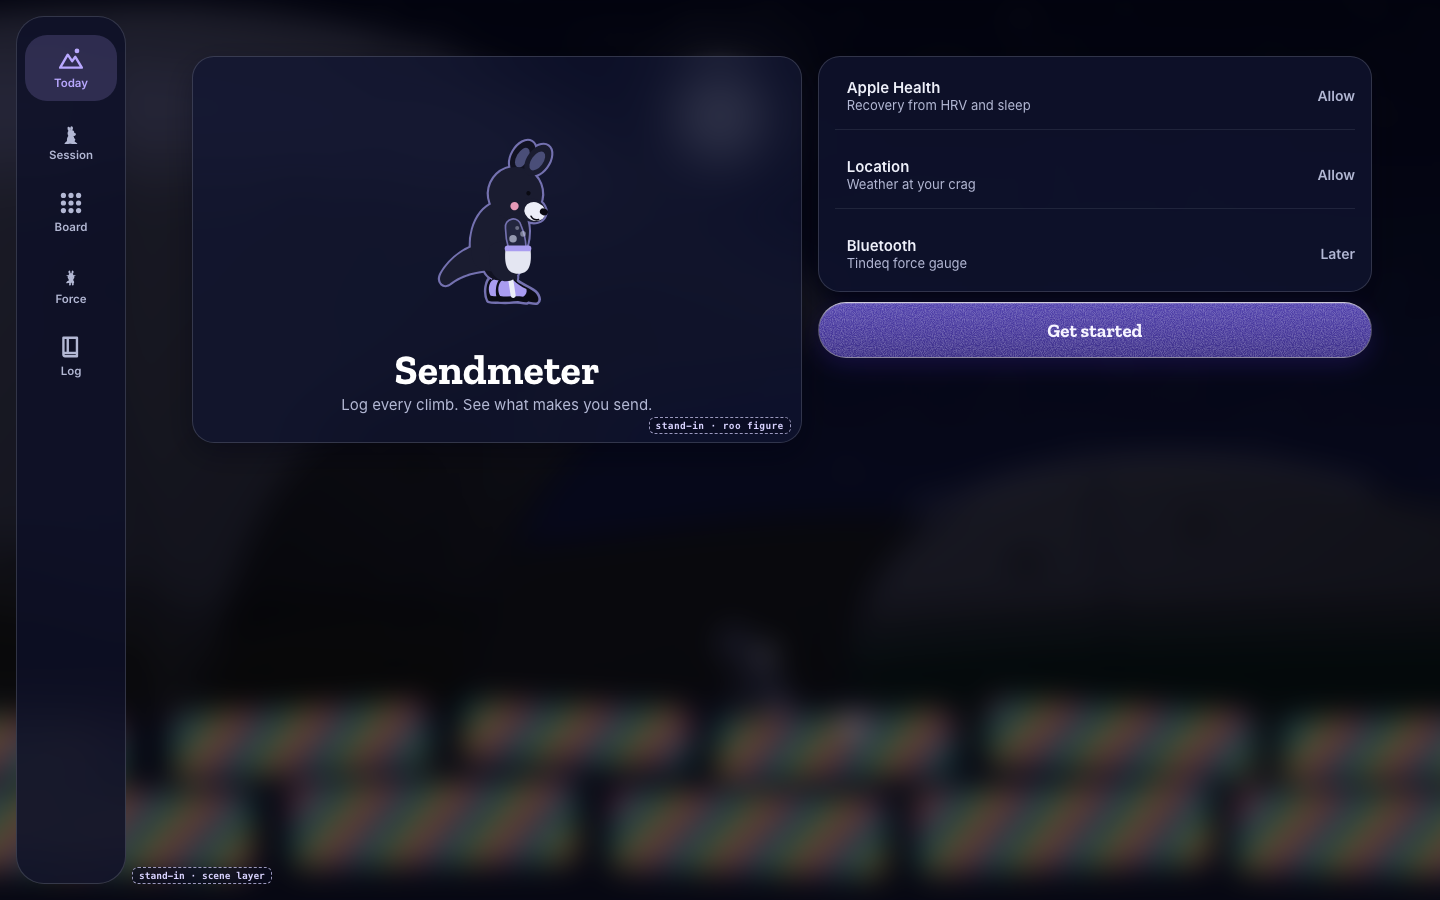 Today
Session
Board
Force
Log
Sendmeter
Log every climb. See what makes you send.
stand-in · roo figure
Apple Health
Recovery from HRV and sleep
Allow
Location
Weather at your crag
Allow
Bluetooth
Tindeq force gauge
Later
Get started
stand-in · scene layer